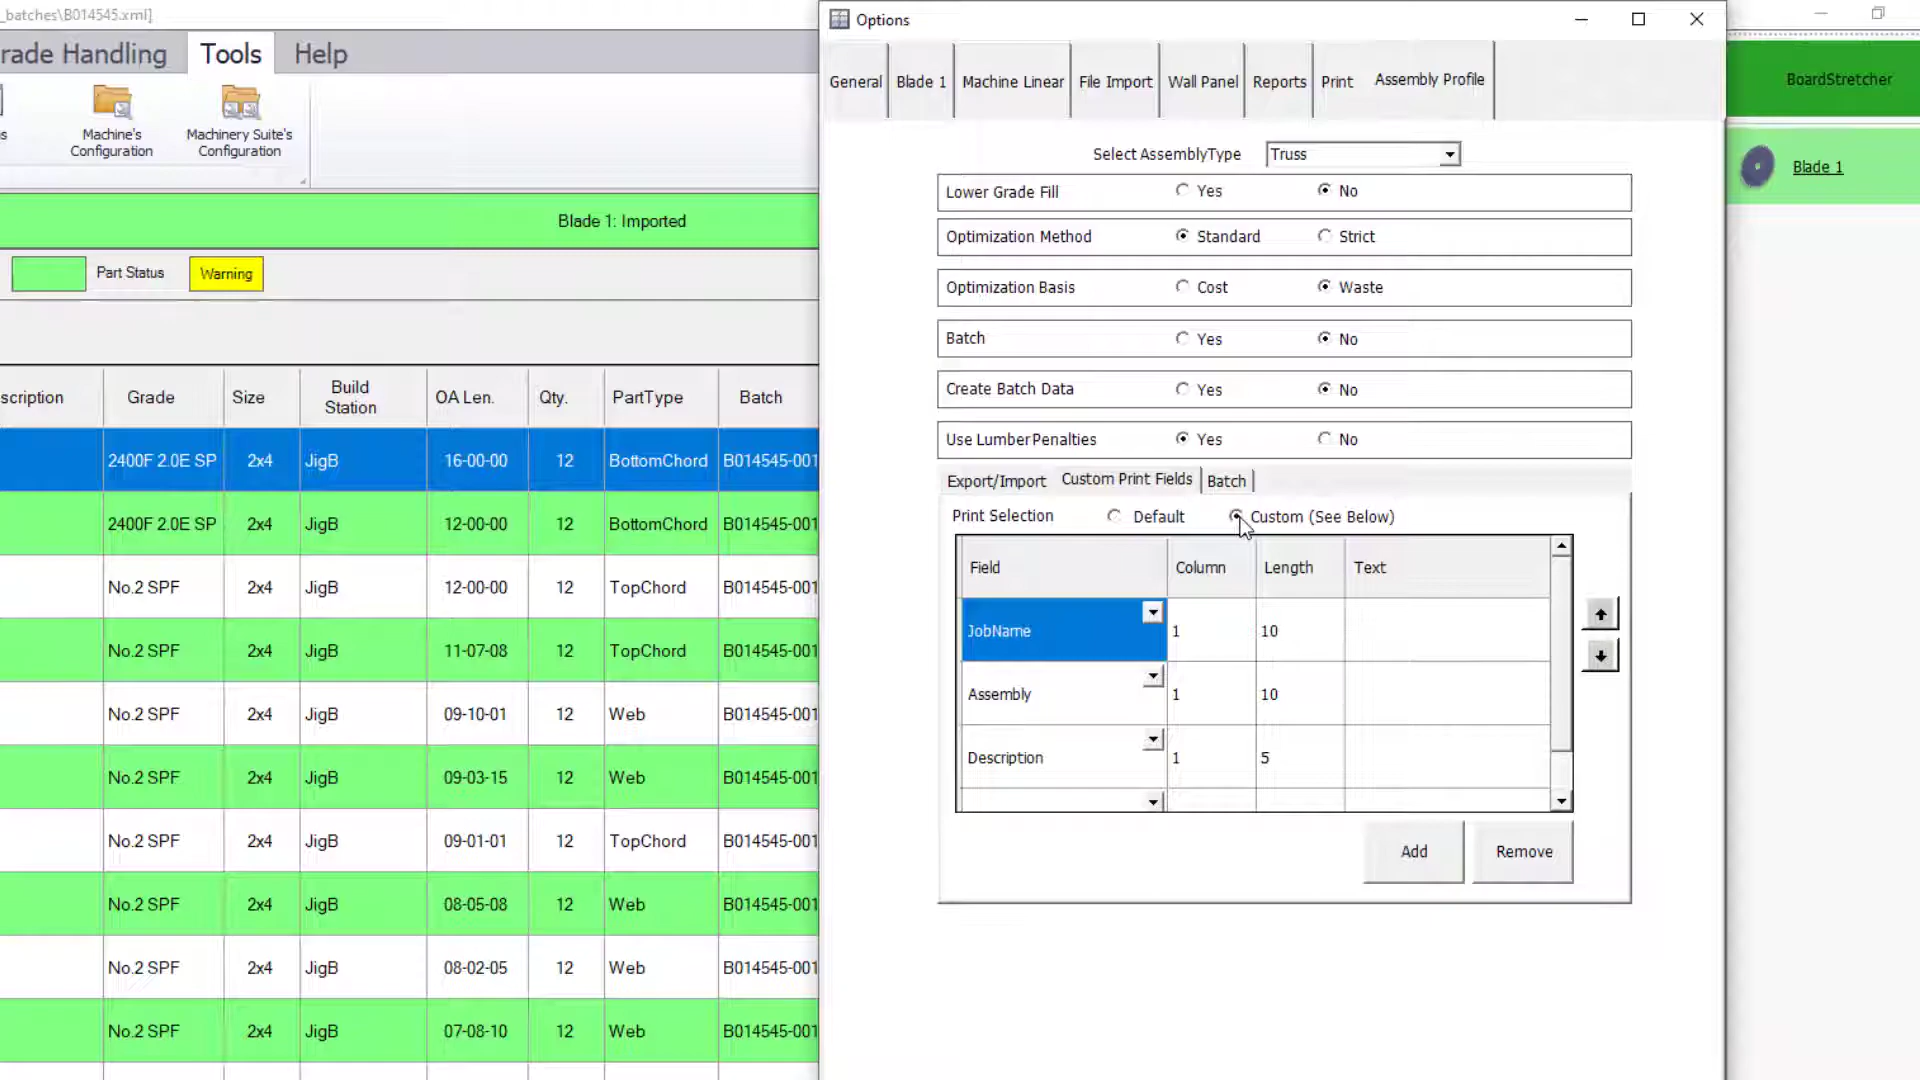 _batches\B014545.xml]
rade Handling
Tools
Help
s
Machine's
Configuration
Machinery Suite's
Configuration
Blade 1: Imported
Part Status
Warning
scription
Grade
Size
Build
Station
OA Len.
Qty.
PartType
Batch
2400F 2.0E SP 2x4 JigB 16-00-00 12 BottomChord B014545-001
2400F 2.0E SP 2x4 JigB 12-00-00 12 BottomChord B014545-001
No.2 SPF 2x4 JigB 12-00-00 12 TopChord B014545-001
No.2 SPF 2x4 JigB 11-07-08 12 TopChord B014545-001
No.2 SPF 2x4 JigB 09-10-01 12 Web B014545-001
No.2 SPF 2x4 JigB 09-03-15 12 Web B014545-001
No.2 SPF 2x4 JigB 09-01-01 12 TopChord B014545-001
No.2 SPF 2x4 JigB 08-05-08 12 Web B014545-001
No.2 SPF 2x4 JigB 08-02-05 12 Web B014545-001
No.2 SPF 2x4 JigB 07-08-10 12 Web B014545-001
Options
General Blade 1 Machine Linear File Import Wall Panel Reports Print Assembly Profile
Select AssemblyType Truss
Lower Grade Fill Yes No
Optimization Method Standard Strict
Optimization Basis Cost Waste
Batch Yes No
Create Batch Data Yes No
Use LumberPenalties Yes No
Export/Import Custom Print Fields Batch
Print Selection Default Custom (See Below)
Field Column Length Text
JobName 1 10
Assembly 1 10
Description 1 5
Add Remove
BoardStretcher
Blade 1